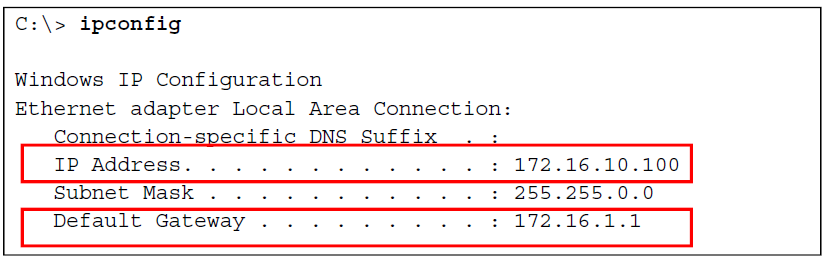 C:\> ipconfig
Windows IP Configuration
Ethernet adapter Local Area Connection:
Connection-specific DNS Suffix . :
IP Address. . . . . . . . . . . . : 172.16.10.100
Subnet Mask . . . . . . . . . . . : 255.255.0.0
Default Gateway . . . . . . . . . : 172.16.1.1